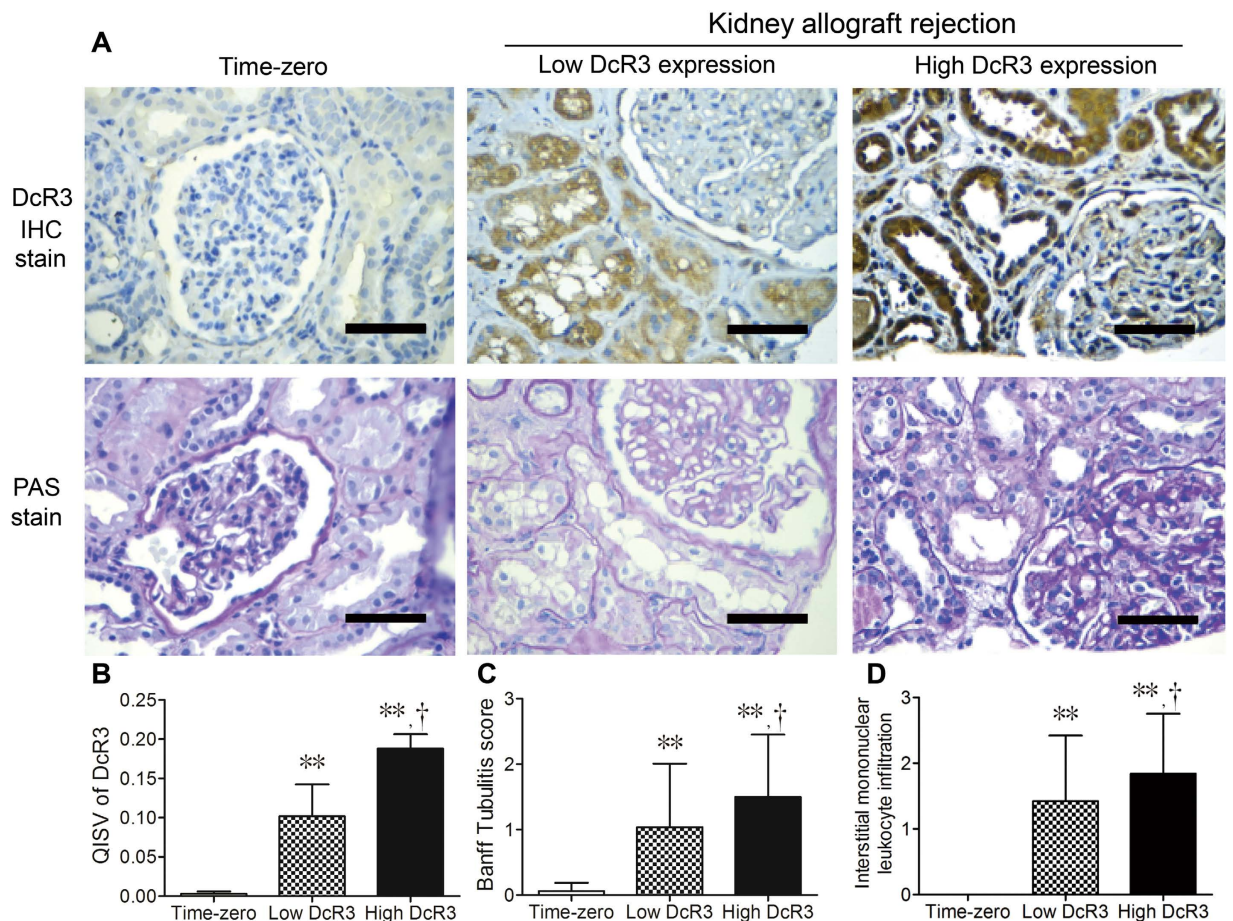 A
Kidney allograft rejection
Time-zero
Low DcR3 expression
High DcR3 expression
DcR3
IHC
stain
PAS
stain
B
QISV of DcR3
0.25
0.20
0.15
0.10
0.05
0.00
**
**, †
Time-zero
Low DcR3
High DcR3
C
Banff Tubulitis score
3
2
1
0
**
**, †
Time-zero
Low DcR3
High DcR3
D
Interstitial mononuclear
leukocyte infiltration
3
2
1
0
**
**, †
Time-zero
Low DcR3
High DcR3